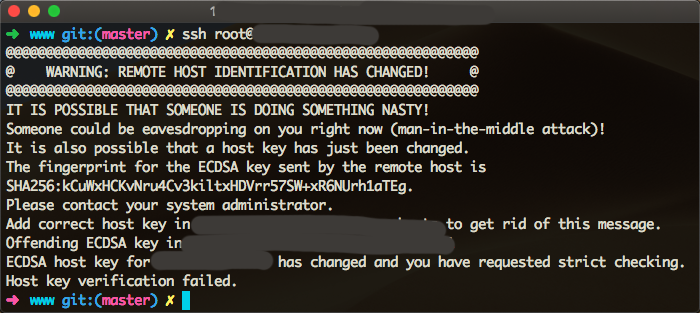 1
➜ www git:(master) ✗ ssh root@
@@@@@@@@@@@@@@@@@@@@@@@@@@@@@@@@@@@@@@@@@@@@@@@@@@@@@@@@@@@
@    WARNING: REMOTE HOST IDENTIFICATION HAS CHANGED!     @
@@@@@@@@@@@@@@@@@@@@@@@@@@@@@@@@@@@@@@@@@@@@@@@@@@@@@@@@@@@
IT IS POSSIBLE THAT SOMEONE IS DOING SOMETHING NASTY!
Someone could be eavesdropping on you right now (man-in-the-middle attack)!
It is also possible that a host key has just been changed.
The fingerprint for the ECDSA key sent by the remote host is
SHA256:kCuWxHCKvNru4Cv3kiltxHDVrr57SW+xR6NUrh1aTEg.
Please contact your system administrator.
Add correct host key in to get rid of this message.
Offending ECDSA key in
ECDSA host key for has changed and you have requested strict checking.
Host key verification failed.
➜ www git:(master) ✗